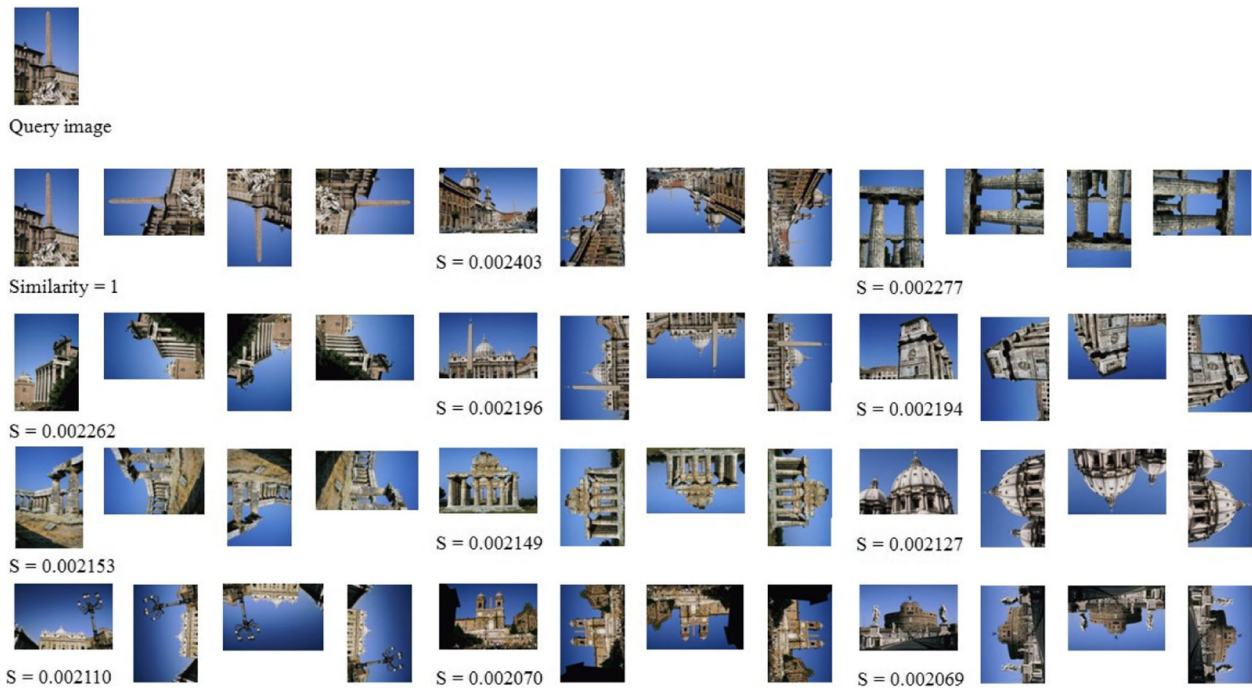 Query image
Similarity = 1
S = 0.002403
S = 0.002277
S = 0.002262
S = 0.002196
S = 0.002194
S = 0.002153
S = 0.002149
S = 0.002127
S = 0.002110
S = 0.002070
S = 0.002069